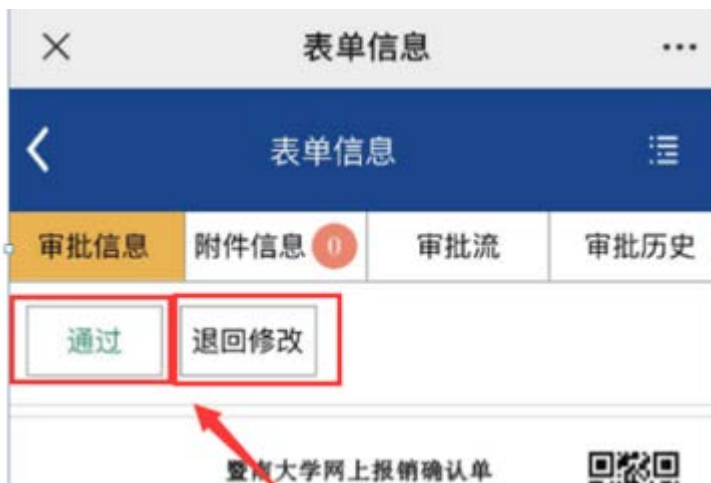 表单信息
表单信息
审批信息 附件信息 0 审批流 审批历史
通过 退回修改
暨南大学网上报销确认单